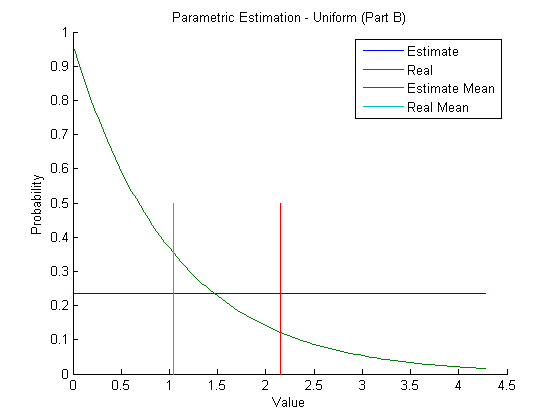 Parametric Estimation - Uniform (Part B)
Estimate
Real
Estimate Mean
Real Mean
1
0.9
0.8
0.7
0.6
0.5
0.4
0.3
0.2
0.1
0
Probability
0 0.5 1 1.5 2 2.5 3 3.5 4 4.5
Value